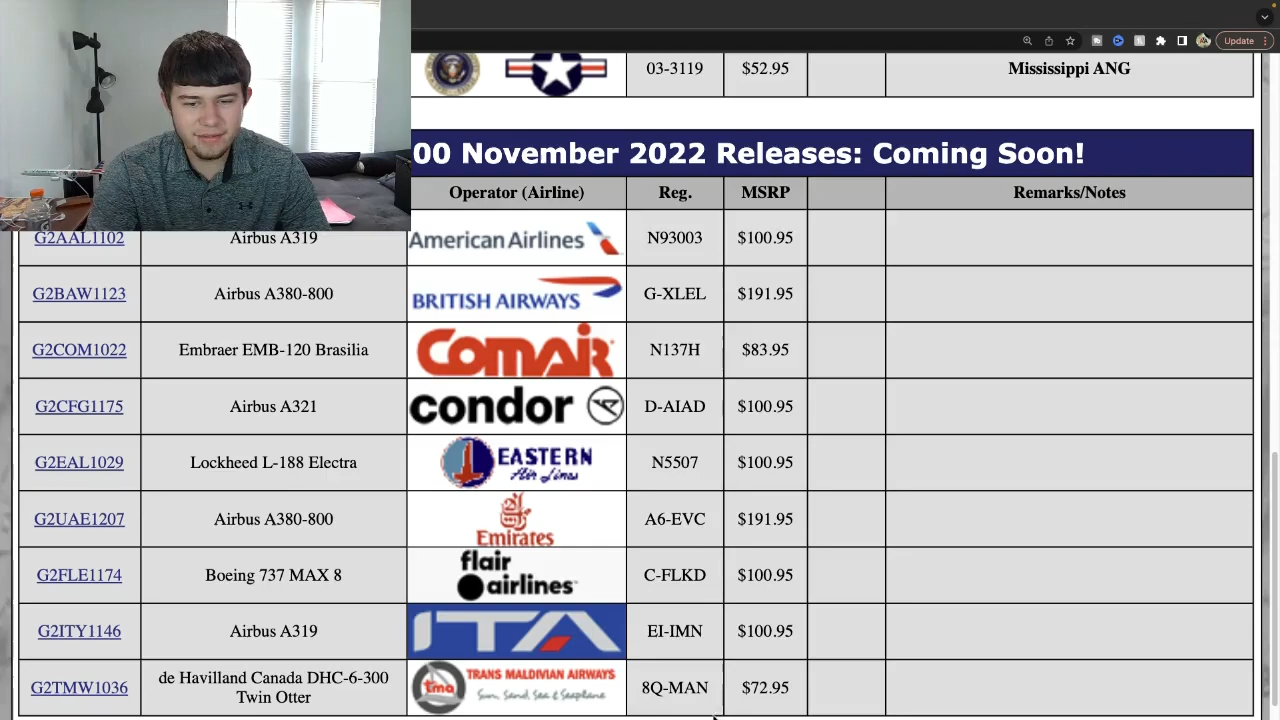 Update
03-3119 $52.95 Mississippi ANG
00 November 2022 Releases: Coming Soon!
Operator (Airline) Reg. MSRP Remarks/Notes
G2AAL1102 Airbus A319 American Airlines N93003 $100.95
G2BAW1123 Airbus A380-800 BRITISH AIRWAYS G-XLEL $191.95
G2COM1022 Embraer EMB-120 Brasilia COMAIR N137H $83.95
G2CFG1175 Airbus A321 condor D-AIAD $100.95
G2EAL1029 Lockheed L-188 Electra EASTERN Air Lines N5507 $100.95
G2UAE1207 Airbus A380-800 Emirates A6-EVC $191.95
G2FLE1174 Boeing 737 MAX 8 flair airlines C-FLKD $100.95
G2ITY1146 Airbus A319 ITA EI-IMN $100.95
G2TMW1036 de Havilland Canada DHC-6-300 Twin Otter tma TRANS MALDIVIAN AIRWAYS Sun, Sand, Sea & Seaplane 8Q-MAN $72.95